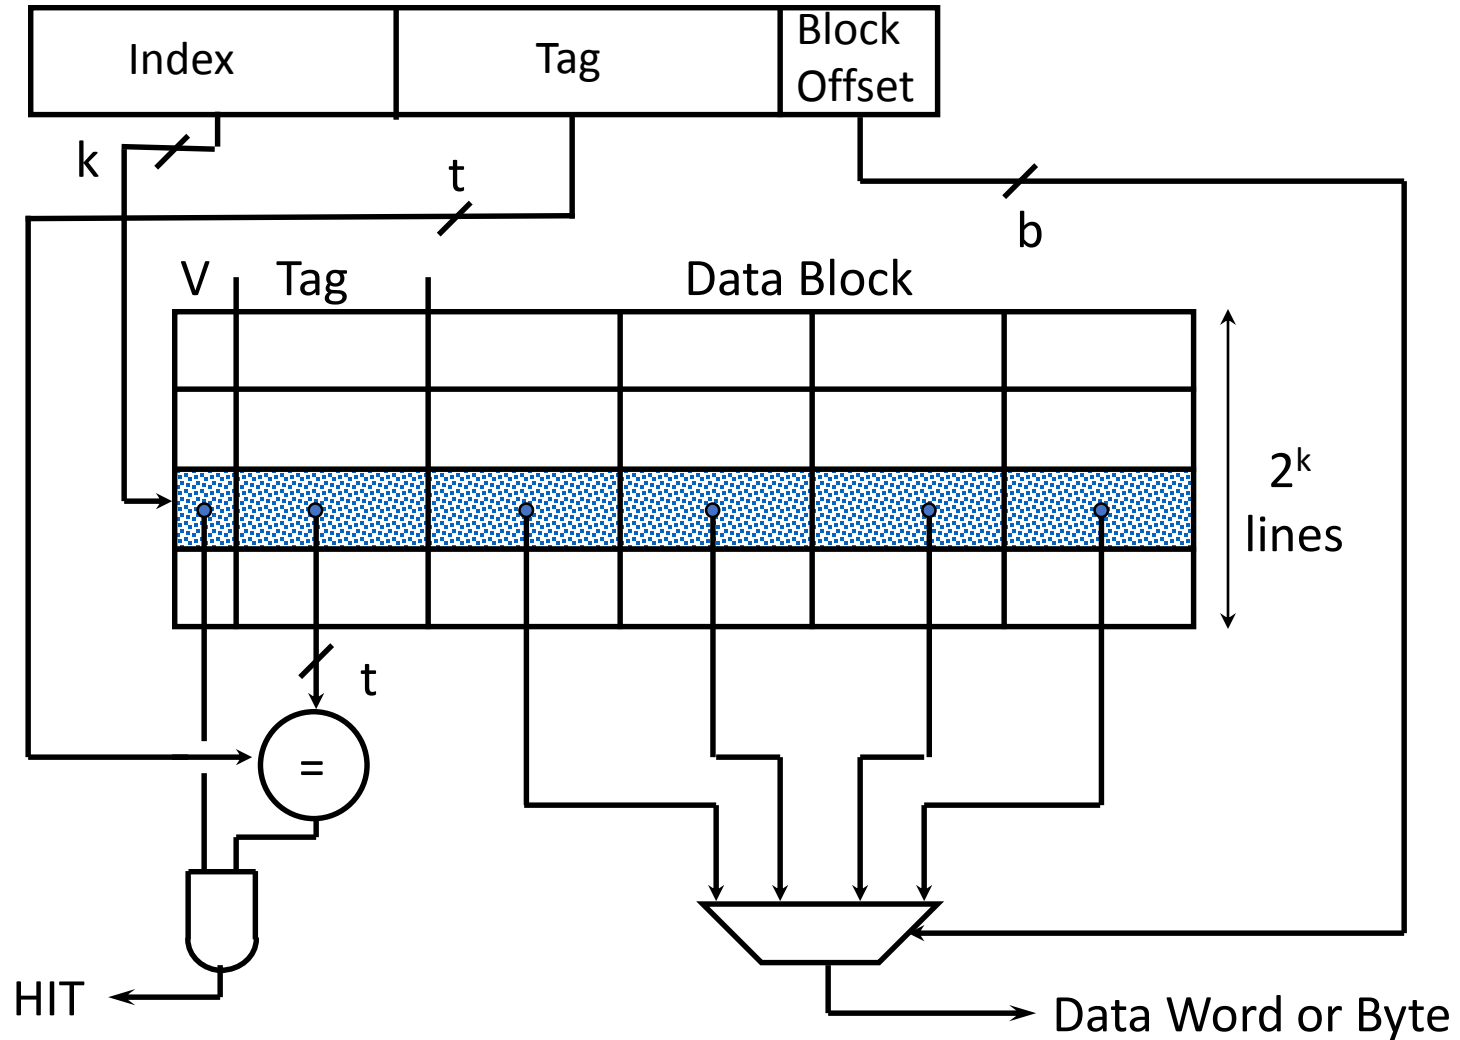 Index
Tag
Block
Offset
k
t
b
V
Tag
Data Block
2ᵏ
lines
t
=
HIT
Data Word or Byte